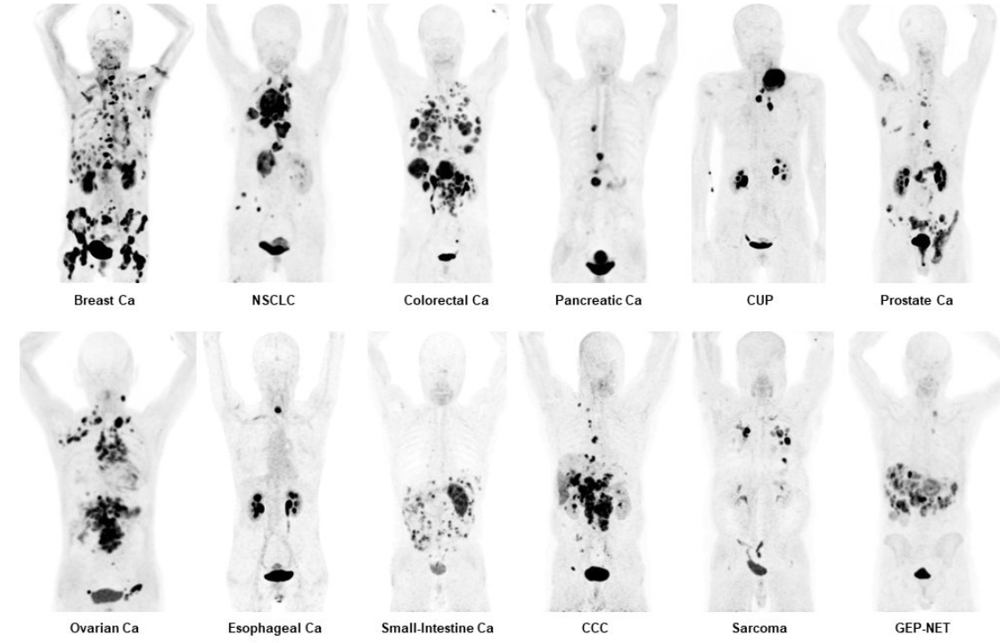 Breast Ca
NSCLC
Colorectal Ca
Pancreatic Ca
CUP
Prostate Ca
Ovarian Ca
Esophageal Ca
Small-Intestine Ca
CCC
Sarcoma
GEP-NET